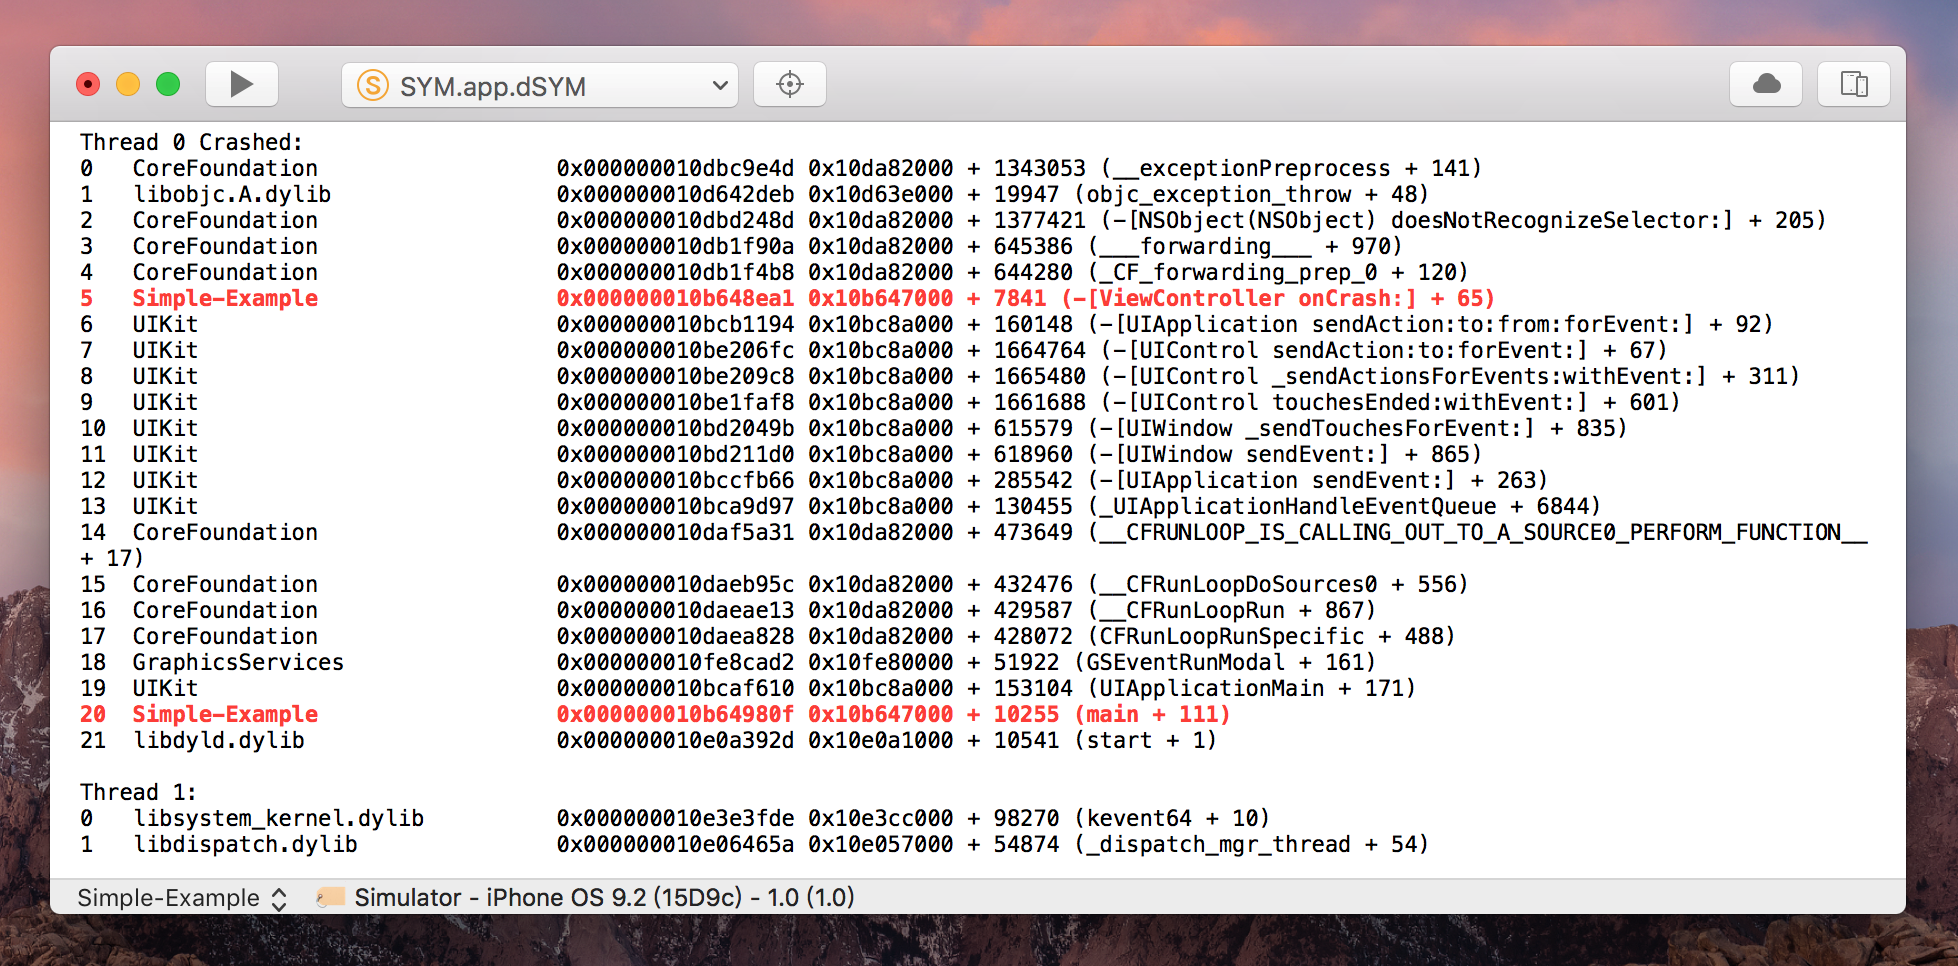 SYM.app.dSYM
Thread 0 Crashed:
0 CoreFoundation 0x000000010dbc9e4d 0x10da82000 + 1343053 (__exceptionPreprocess + 141)
1 libobjc.A.dylib 0x000000010d642deb 0x10d63e000 + 19947 (objc_exception_throw + 48)
2 CoreFoundation 0x000000010dbd248d 0x10da82000 + 1377421 (-[NSObject(NSObject) doesNotRecognizeSelector:] + 205)
3 CoreFoundation 0x000000010db1f90a 0x10da82000 + 645386 (___forwarding___ + 970)
4 CoreFoundation 0x000000010db1f4b8 0x10da82000 + 644280 (_CF_forwarding_prep_0 + 120)
5 Simple-Example 0x000000010b648ea1 0x10b647000 + 7841 (-[ViewController onCrash:] + 65)
6 UIKit 0x000000010bcb1194 0x10bc8a000 + 160148 (-[UIApplication sendAction:to:from:forEvent:] + 92)
7 UIKit 0x000000010be206fc 0x10bc8a000 + 1664764 (-[UIControl sendAction:to:forEvent:] + 67)
8 UIKit 0x000000010be209c8 0x10bc8a000 + 1665480 (-[UIControl _sendActionsForEvents:withEvent:] + 311)
9 UIKit 0x000000010be1faf8 0x10bc8a000 + 1661688 (-[UIControl touchesEnded:withEvent:] + 601)
10 UIKit 0x000000010bd2049b 0x10bc8a000 + 615579 (-[UIWindow _sendTouchesForEvent:] + 835)
11 UIKit 0x000000010bd211d0 0x10bc8a000 + 618960 (-[UIWindow sendEvent:] + 865)
12 UIKit 0x000000010bccfb66 0x10bc8a000 + 285542 (-[UIApplication sendEvent:] + 263)
13 UIKit 0x000000010bca9d97 0x10bc8a000 + 130455 (_UIApplicationHandleEventQueue + 6844)
14 CoreFoundation 0x000000010daf5a31 0x10da82000 + 473649 (__CFRUNLOOP_IS_CALLING_OUT_TO_A_SOURCE0_PERFORM_FUNCTION__
+ 17)
15 CoreFoundation 0x000000010daeb95c 0x10da82000 + 432476 (__CFRunLoopDoSources0 + 556)
16 CoreFoundation 0x000000010daeae13 0x10da82000 + 429587 (__CFRunLoopRun + 867)
17 CoreFoundation 0x000000010daea828 0x10da82000 + 428072 (CFRunLoopRunSpecific + 488)
18 GraphicsServices 0x000000010fe8cad2 0x10fe80000 + 51922 (GSEventRunModal + 161)
19 UIKit 0x000000010bcaf610 0x10bc8a000 + 153104 (UIApplicationMain + 171)
20 Simple-Example 0x000000010b64980f 0x10b647000 + 10255 (main + 111)
21 libdyld.dylib 0x000000010e0a392d 0x10e0a1000 + 10541 (start + 1)
Thread 1:
0 libsystem_kernel.dylib 0x000000010e3e3fde 0x10e3cc000 + 98270 (kevent64 + 10)
1 libdispatch.dylib 0x000000010e06465a 0x10e057000 + 54874 (_dispatch_mgr_thread + 54)
Simple-Example Simulator - iPhone OS 9.2 (15D9c) - 1.0 (1.0)